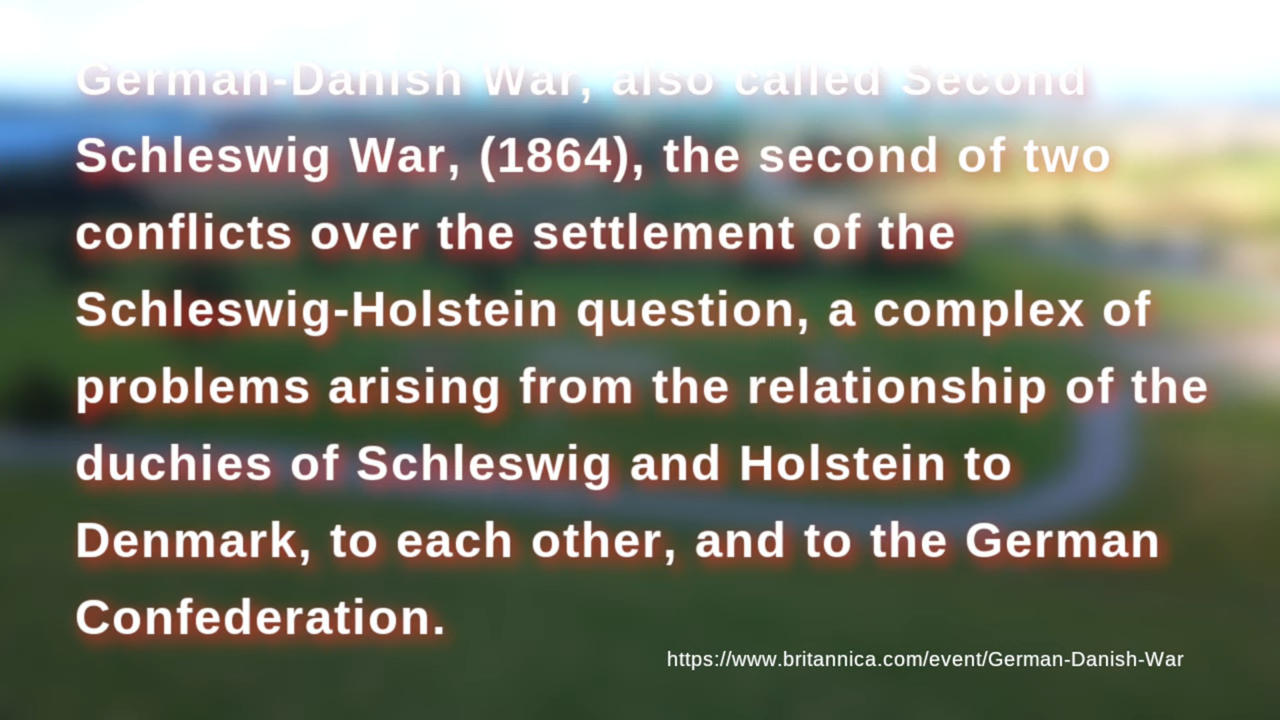 German-Danish War, also called Second
Schleswig War, (1864), the second of two
conflicts over the settlement of the
Schleswig-Holstein question, a complex of
problems arising from the relationship of the
duchies of Schleswig and Holstein to
Denmark, to each other, and to the German
Confederation.
https://www.britannica.com/event/German-Danish-War